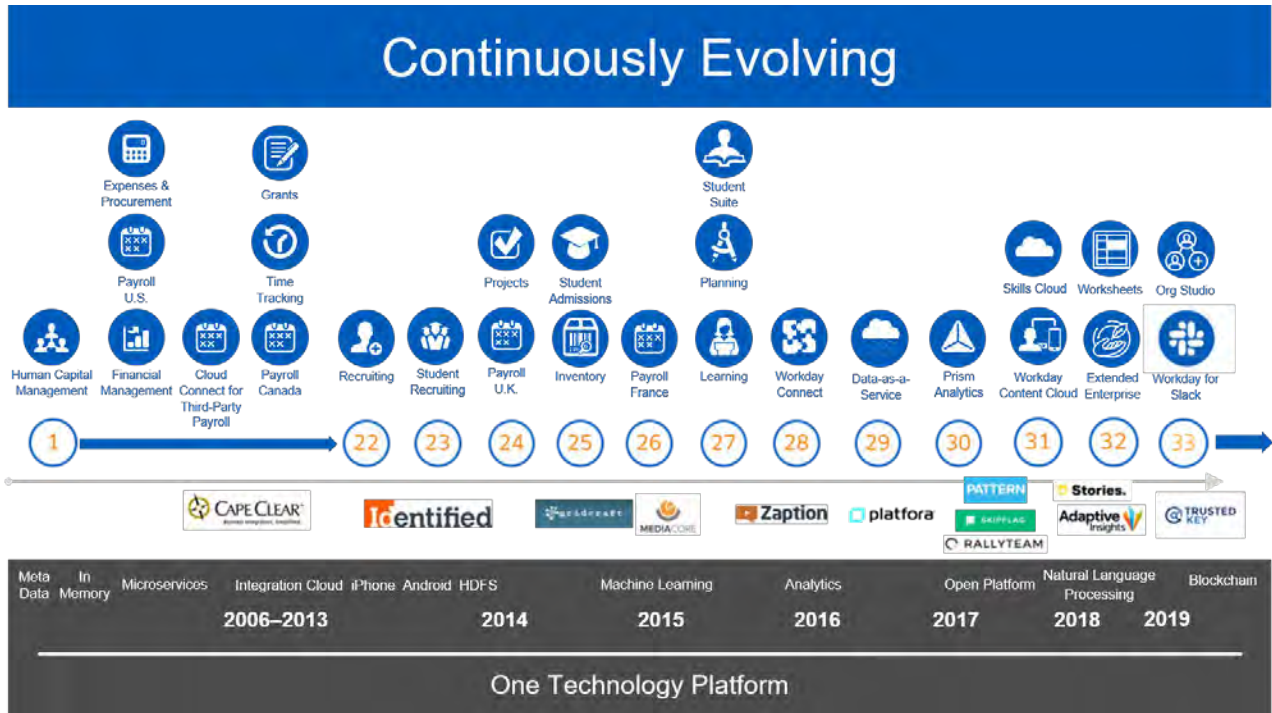 Continuously Evolving
Expenses &
Procurement
Grants
Student
Suite
Payroll
U.S.
Time
Tracking
Projects
Student
Admissions
Planning
Skills Cloud
Worksheets
Org Studio
Human Capital
Management
Financial
Management
Cloud
Connect for
Third-Party
Payroll
Payroll
Canada
Recruiting
Student
Recruiting
Payroll
U.K.
Inventory
Payroll
France
Learning
Workday
Connect
Data-as-a-
Service
Prism
Analytics
Workday
Content Cloud
Extended
Enterprise
Workday for
Slack
1
22
23
24
25
26
27
28
29
30
31
32
33
CAPE CLEAR
Identified
gridcraft
MEDIACORE
Zaption
platfora
PATTERN
SKIPFLAG
RALLYTEAM
Stories.
Adaptive
Insights
TRUSTED
KEY
Meta
Data
In
Memory
Microservices
Integration Cloud
iPhone
Android
HDFS
Machine Learning
Analytics
Open Platform
Natural Language
Processing
Blockchain
2006–2013
2014
2015
2016
2017
2018
2019
One Technology Platform